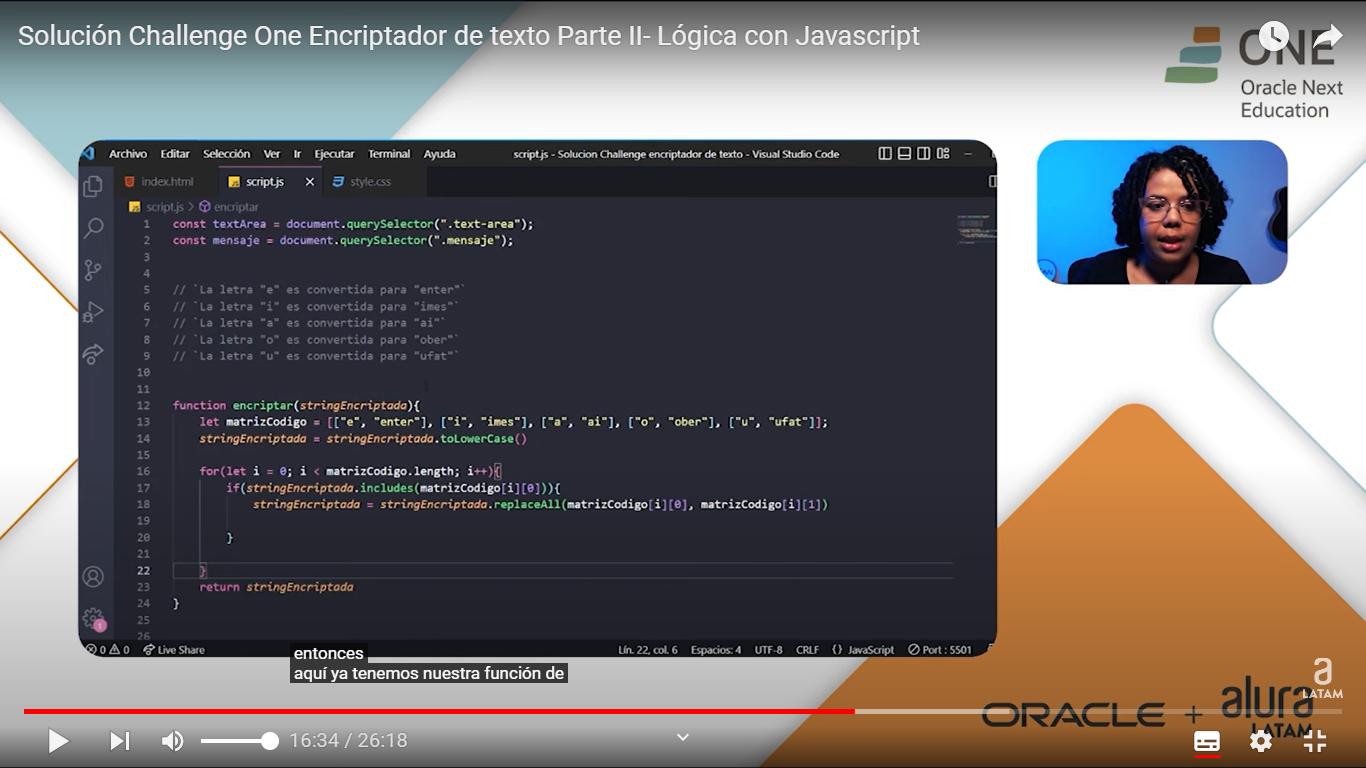 Solución Challenge One Encriptador de texto Parte II- Lógica con Javascript
ONE
Oracle Next
Education
Archivo Editar Selección Ver Ir Ejecutar Terminal Ayuda
script.js - Solucion Challenge encriptador de texto - Visual Studio Code
index.html script.js style.css
script.js > encriptar
1 const textArea = document.querySelector(".text-area");
2 const mensaje = document.querySelector(".mensaje");
3
4
5 // `La letra "e" es convertida para "enter"`
6 // `La letra "i" es convertida para "imes"`
7 // `La letra "a" es convertida para "ai"`
8 // `La letra "o" es convertida para "ober"`
9 // `La letra "u" es convertida para "ufat"`
10
11
12 function encriptar(stringEncriptada){
13 let matrizCodigo = [["e", "enter"], ["i", "imes"], ["a", "ai"], ["o", "ober"], ["u", "ufat"]];
14 stringEncriptada = stringEncriptada.toLowerCase()
15
16 for(let i = 0; i < matrizCodigo.length; i++){
17 if(stringEncriptada.includes(matrizCodigo[i][0])){
18 stringEncriptada = stringEncriptada.replaceAll(matrizCodigo[i][0], matrizCodigo[i][1])
19
20 }
21
22 }
23 return stringEncriptada
24 }
25
26
1
0 0 Live Share
Lín. 22, col. 6 Espacios: 4 UTF-8 CRLF {} JavaScript Port : 5501
entonces
aquí ya tenemos nuestra función de
a
LATAM
ORACLE + alura
LATAM
16:34 / 26:18